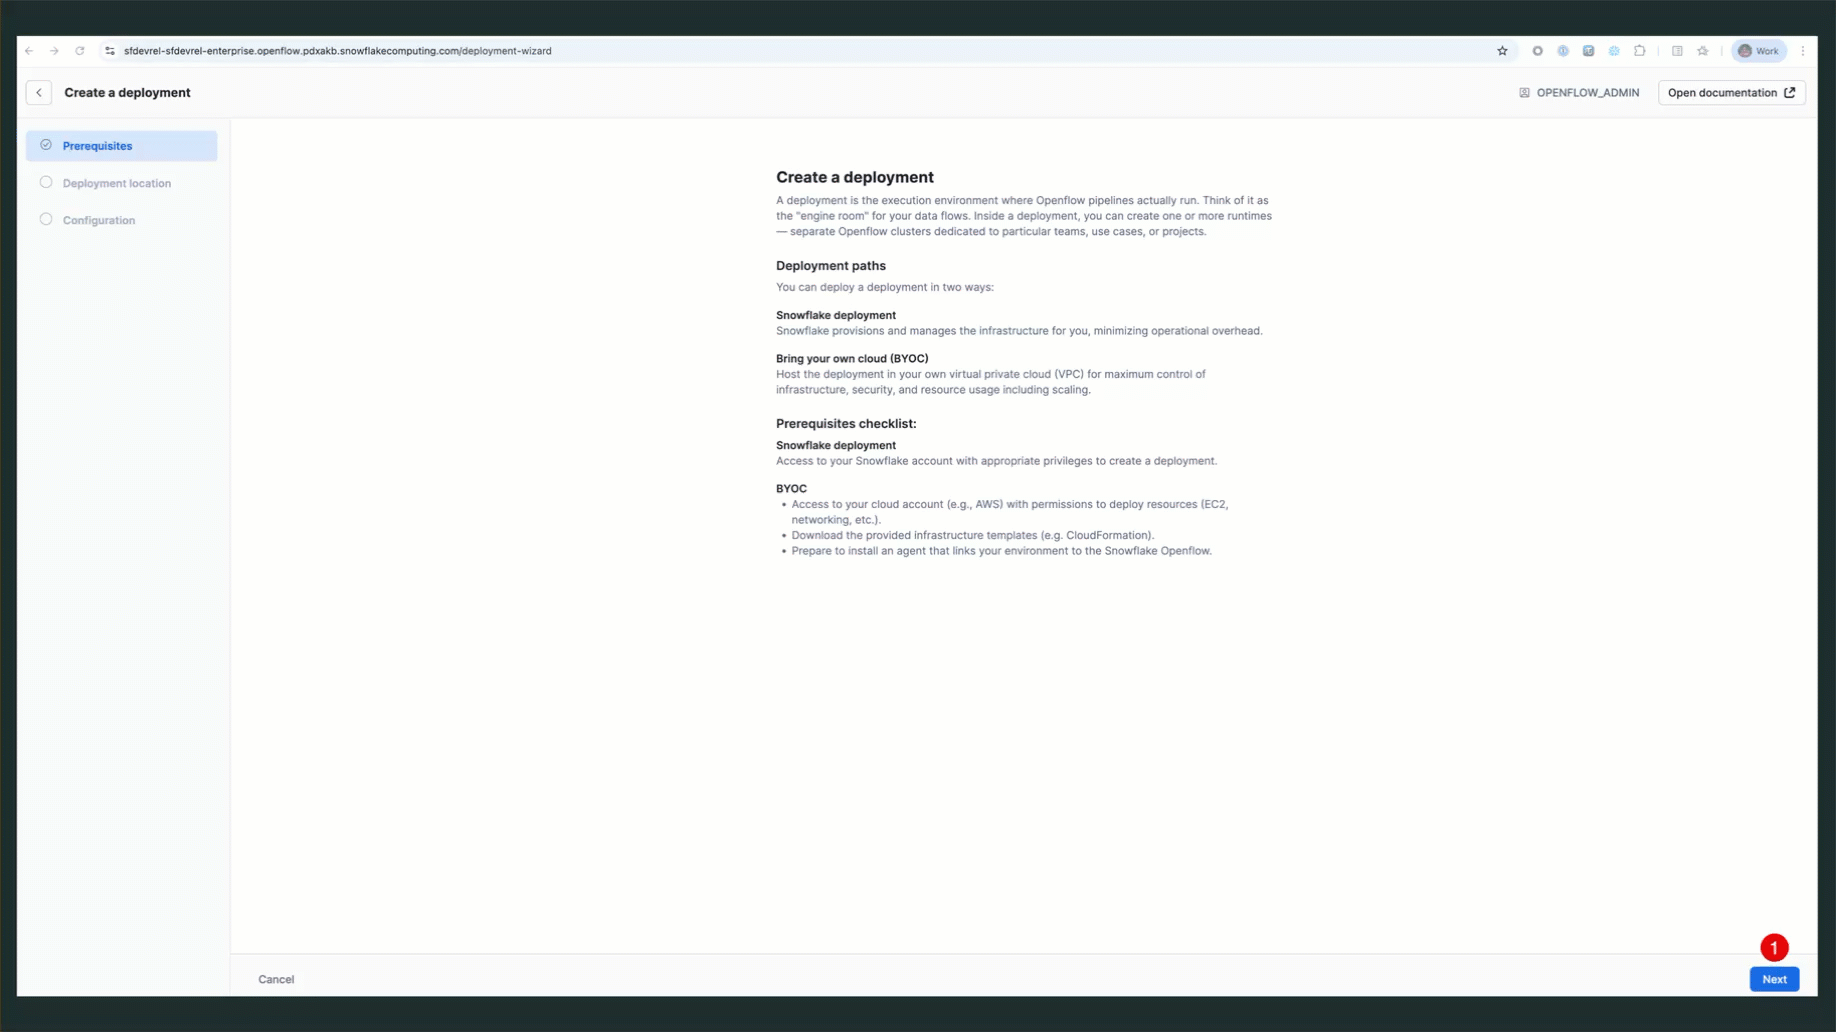 sfdevrel-sfdevrel-enterprise.openflow.pdxakb.snowflakecomputing.com/deployment-wizard
Work
Create a deployment
OPENFLOW_ADMIN
Open documentation
Prerequisites
Deployment location
Configuration
Create a deployment
A deployment is the execution environment where Openflow pipelines actually run. Think of it as
the "engine room" for your data flows. Inside a deployment, you can create one or more runtimes
— separate Openflow clusters dedicated to particular teams, use cases, or projects.
Deployment paths
You can deploy a deployment in two ways:
Snowflake deployment
Snowflake provisions and manages the infrastructure for you, minimizing operational overhead.
Bring your own cloud (BYOC)
Host the deployment in your own virtual private cloud (VPC) for maximum control of
infrastructure, security, and resource usage including scaling.
Prerequisites checklist:
Snowflake deployment
Access to your Snowflake account with appropriate privileges to create a deployment.
BYOC
• Access to your cloud account (e.g., AWS) with permissions to deploy resources (EC2,
networking, etc.).
• Download the provided infrastructure templates (e.g. CloudFormation).
• Prepare to install an agent that links your environment to the Snowflake Openflow.
1
Cancel
Next